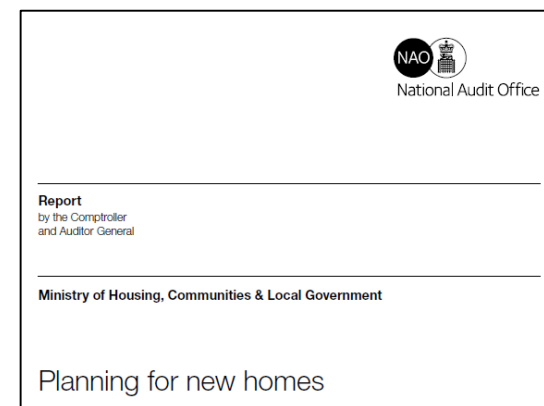 NAO
National Audit Office
Report
by the Comptroller
and Auditor General
Ministry of Housing, Communities & Local Government
Planning for new homes